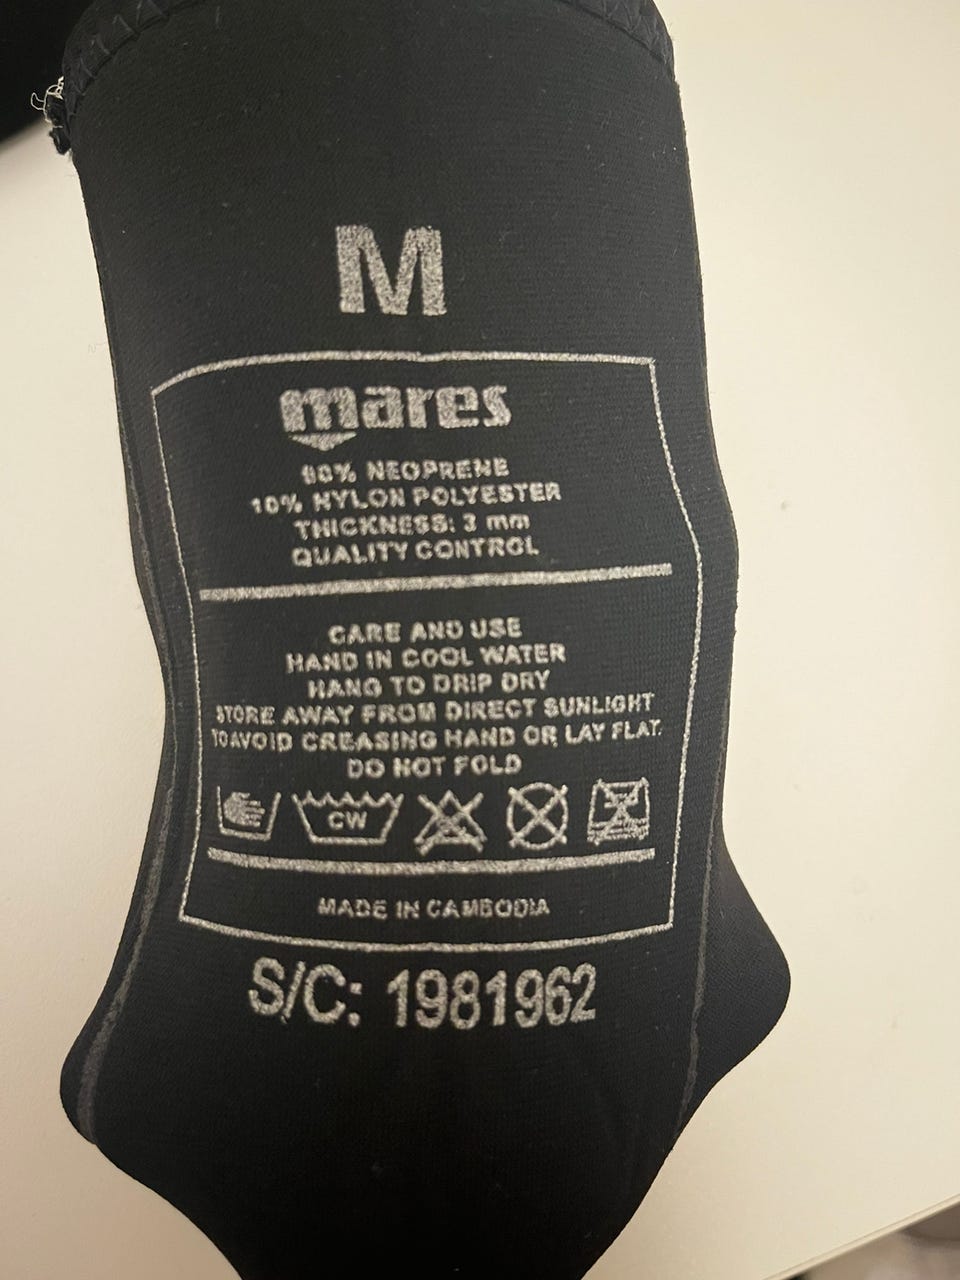 M
mares
90% NEOPRENE
10% NYLON POLYESTER
THICKNESS: 3 mm
QUALITY CONTROL
CARE AND USE
HAND IN COOL WATER
HANG TO DRIP DRY
STORE AWAY FROM DIRECT SUNLIGHT
TO AVOID CREASING HAND OR LAY FLAT.
DO NOT FOLD
CW
MADE IN CAMBODIA
S/C: 1981962